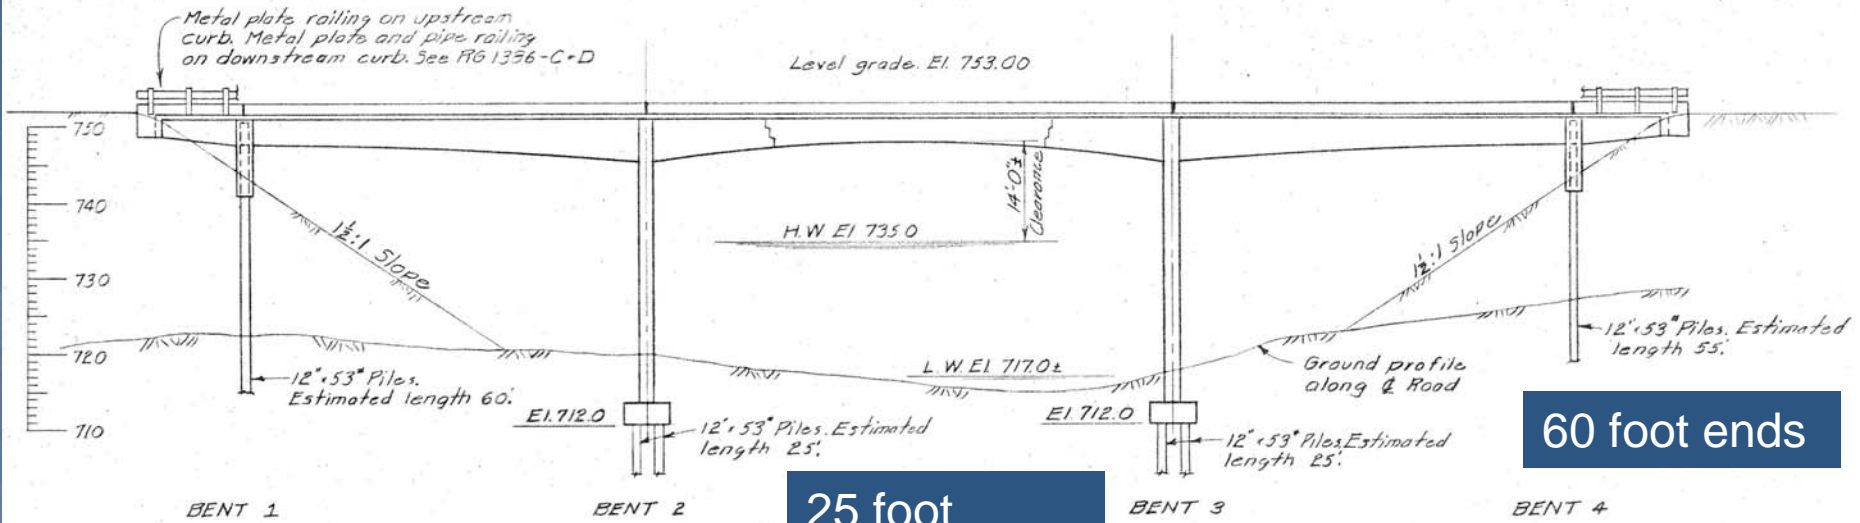 Metal plate railing on upstream
curb. Metal plate and pipe railing
on downstream curb. See RG 1336-C+D
Level grade. El. 753.00
750
740
730
720
710
1½:1 Slope
H.W. El 735.0
14'-0"±
Clearance
1½:1 Slope
L.W. El. 717.0±
12"×53# Piles.
Estimated length 60'.
El. 712.0
12"×53# Piles. Estimated
length 25'.
El. 712.0
12"×53# Piles. Estimated
length 25'.
Ground profile
along ℄ Road
12"×53# Piles. Estimated
length 55'.
60 foot ends
25 foot
BENT 1
BENT 2
BENT 3
BENT 4